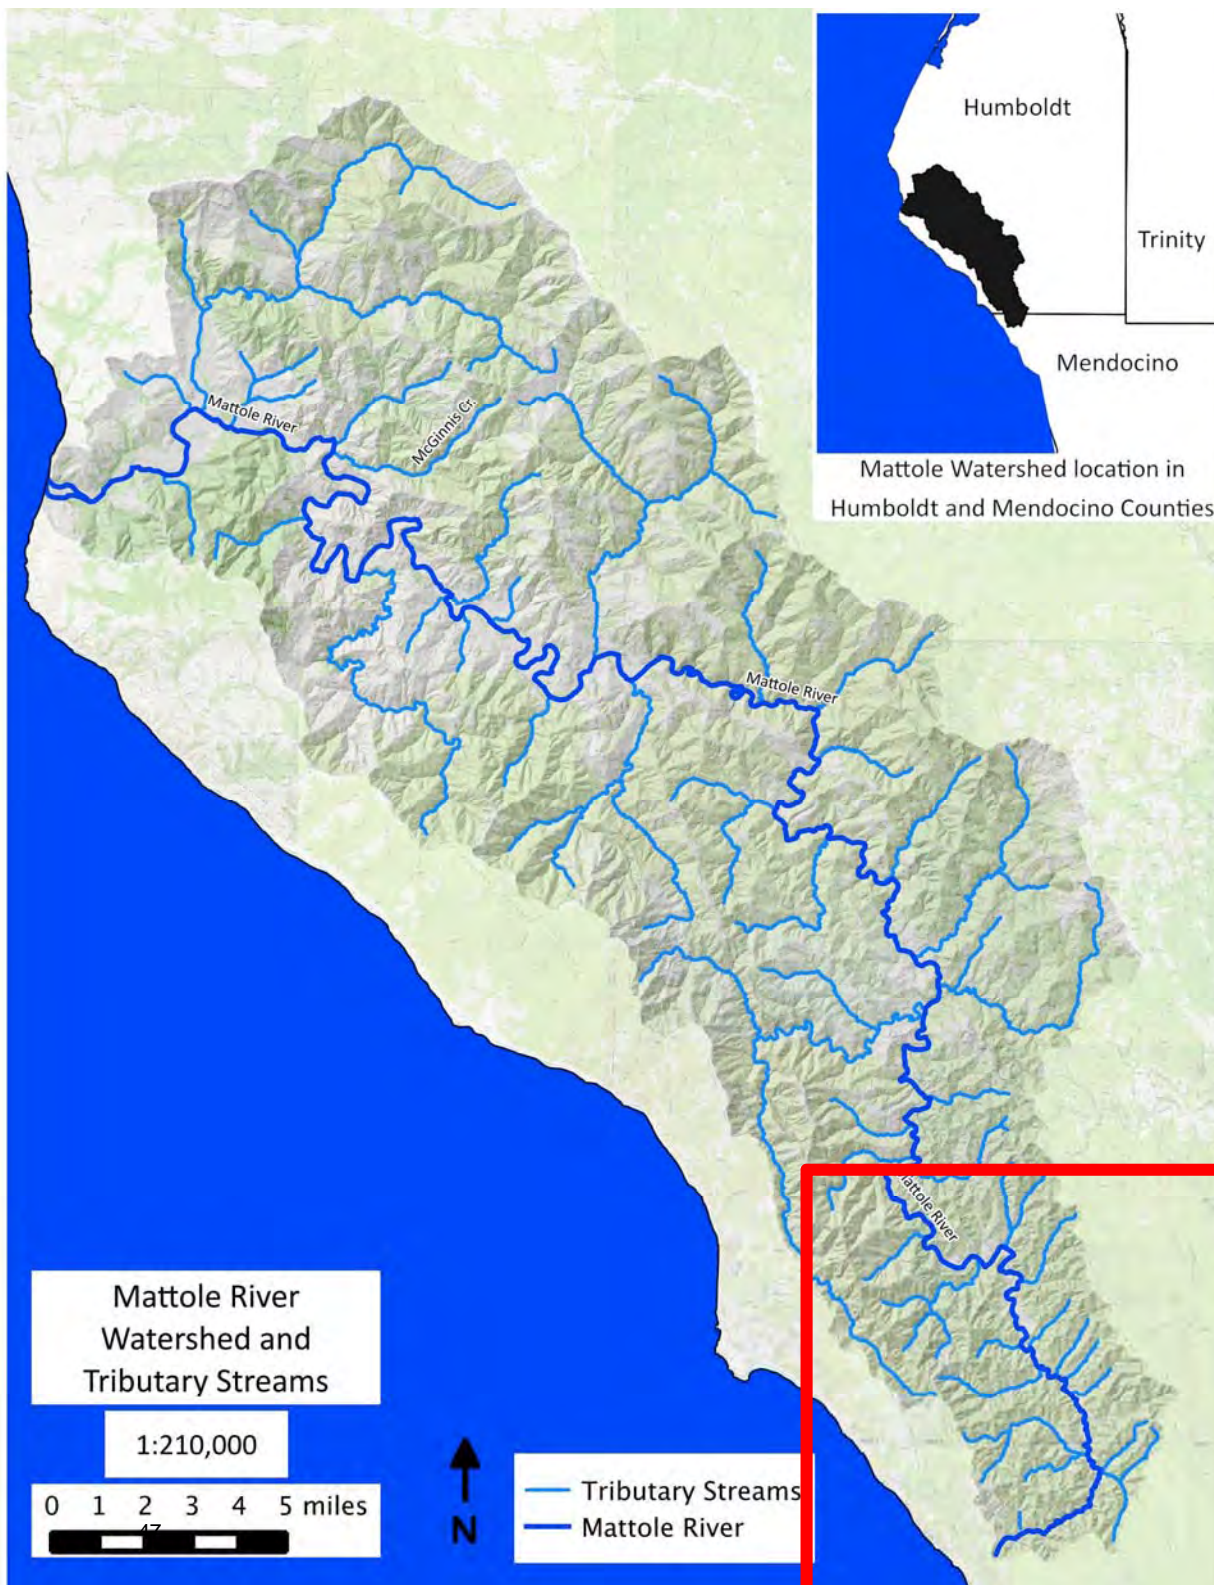 Humboldt
Trinity
Mendocino
Mattole Watershed location in
Humboldt and Mendocino Counties
Mattole River
McGinnis Cr.
Mattole River
Mattole River
Mattole River
Watershed and
Tributary Streams
1:210,000
0 1 2 3 4 5 miles
47
N
Tributary Streams
Mattole River